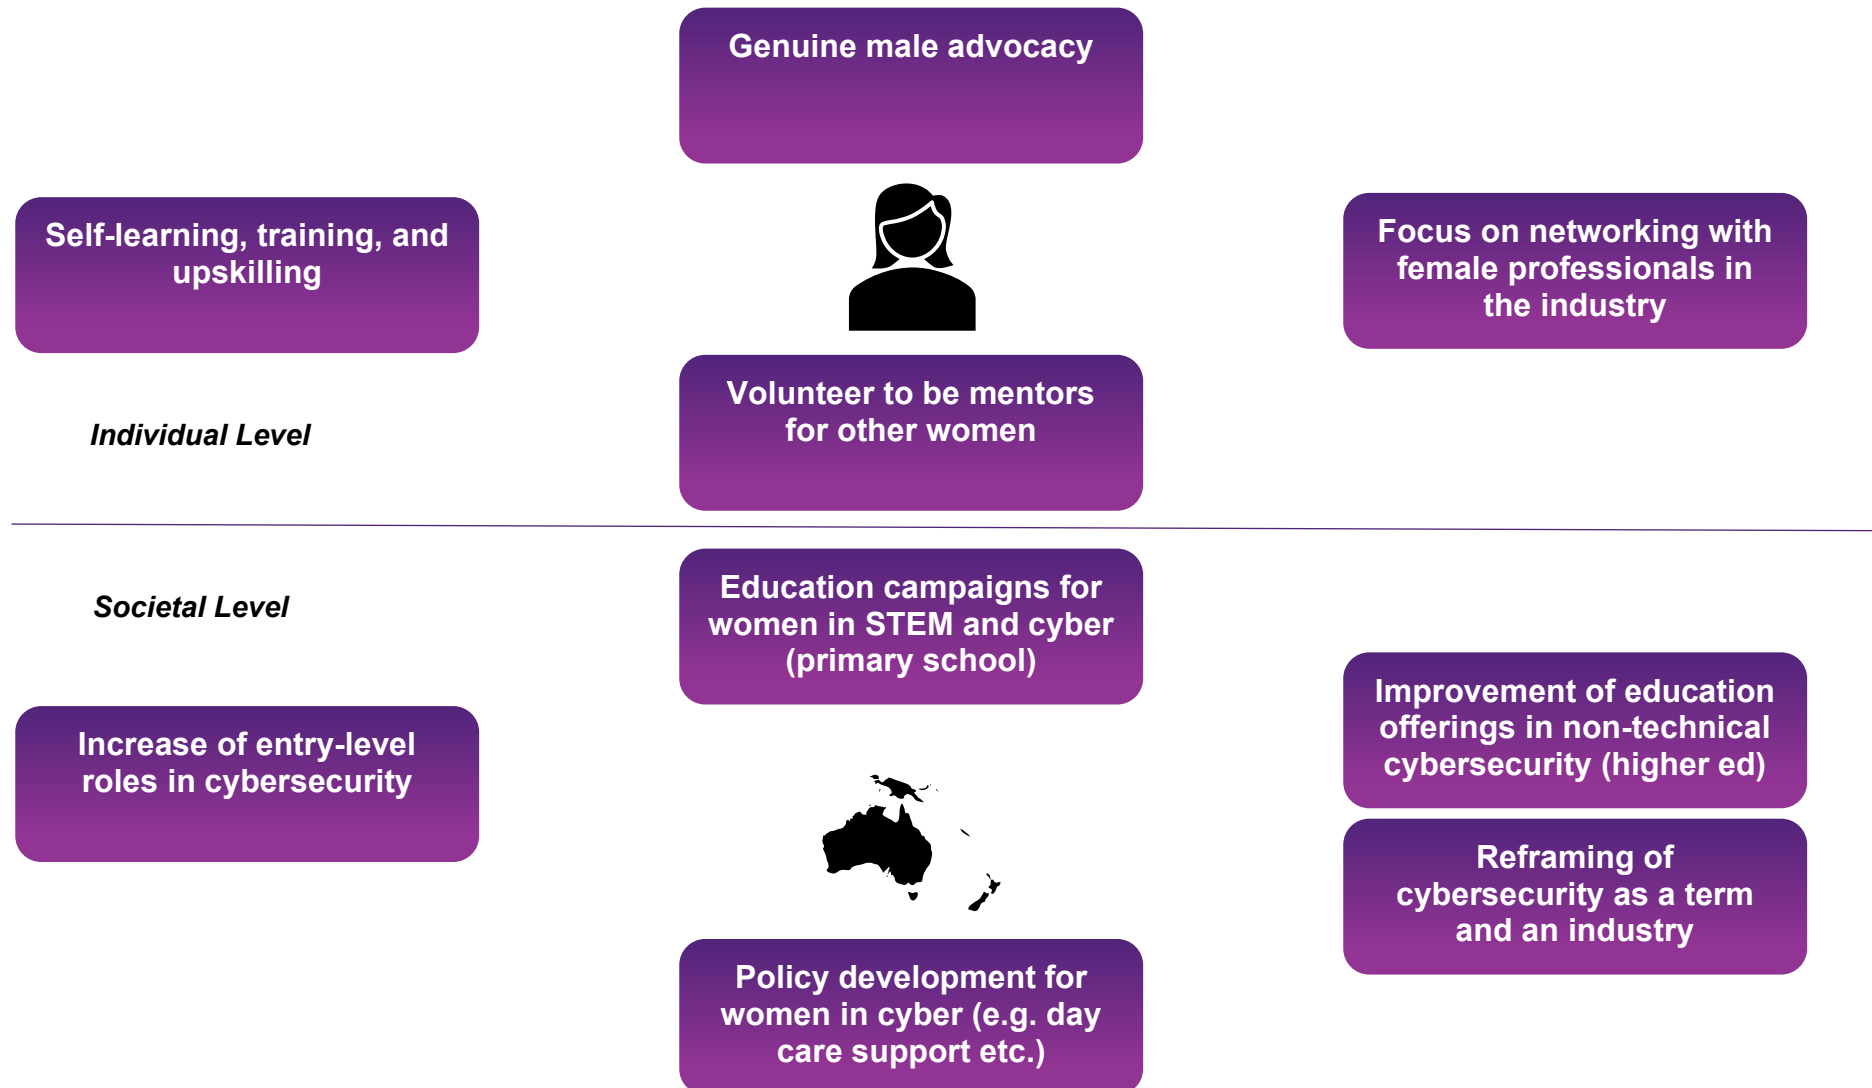 Genuine male advocacy
Self-learning, training, and
upskilling
Focus on networking with
female professionals in
the industry
Volunteer to be mentors
for other women
Individual Level
Societal Level
Education campaigns for
women in STEM and cyber
(primary school)
Increase of entry-level
roles in cybersecurity
Improvement of education
offerings in non-technical
cybersecurity (higher ed)
Reframing of
cybersecurity as a term
and an industry
Policy development for
women in cyber (e.g. day
care support etc.)